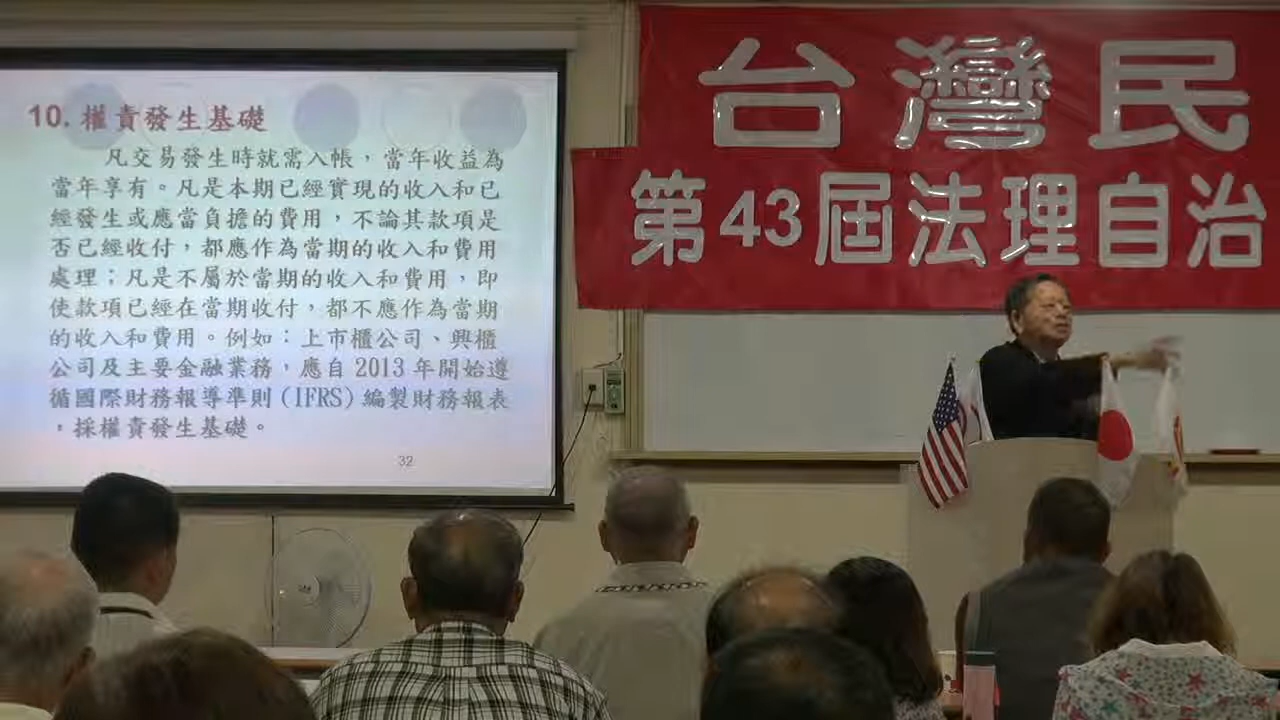 10. 權責發生基礎
凡交易發生時就需入帳，當年收益為
當年享有。凡是本期已經實現的收入和已
經發生或應當負擔的費用，不論其款項是
否已經收付，都應作為當期的收入和費用
處理；凡是不屬於當期的收入和費用，即
使款項已經在當期收付，都不應作為當期
的收入和費用。例如：上市櫃公司、興櫃
公司及主要金融業務，應自2013年開始遵
循國際財務報導準則(IFRS)編製財務報表
，採權責發生基礎。
32
台灣民
第43屆法理自治